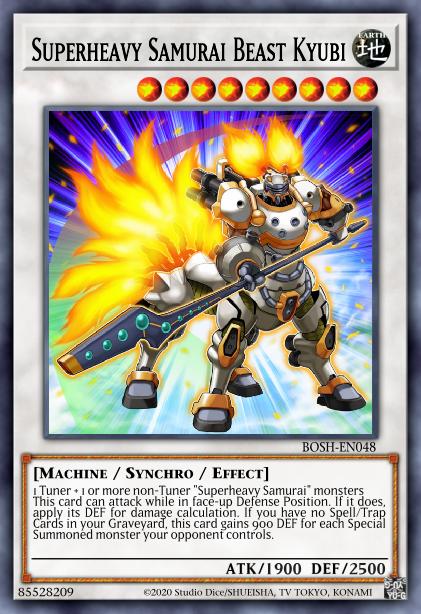 SUPERHEAVY SAMURAI BEAST KYUBI
EARTH
地
BOSH-EN048
[MACHINE / SYNCHRO / EFFECT]
1 Tuner + 1 or more non-Tuner "Superheavy Samurai" monsters
This card can attack while in face-up Defense Position. If it does,
apply its DEF for damage calculation. If you have no Spell/Trap
Cards in your Graveyard, this card gains 900 DEF for each Special
Summoned monster your opponent controls.
ATK/1900 DEF/2500
85528209
©2020 Studio Dice/SHUEISHA, TV TOKYO, KONAMI